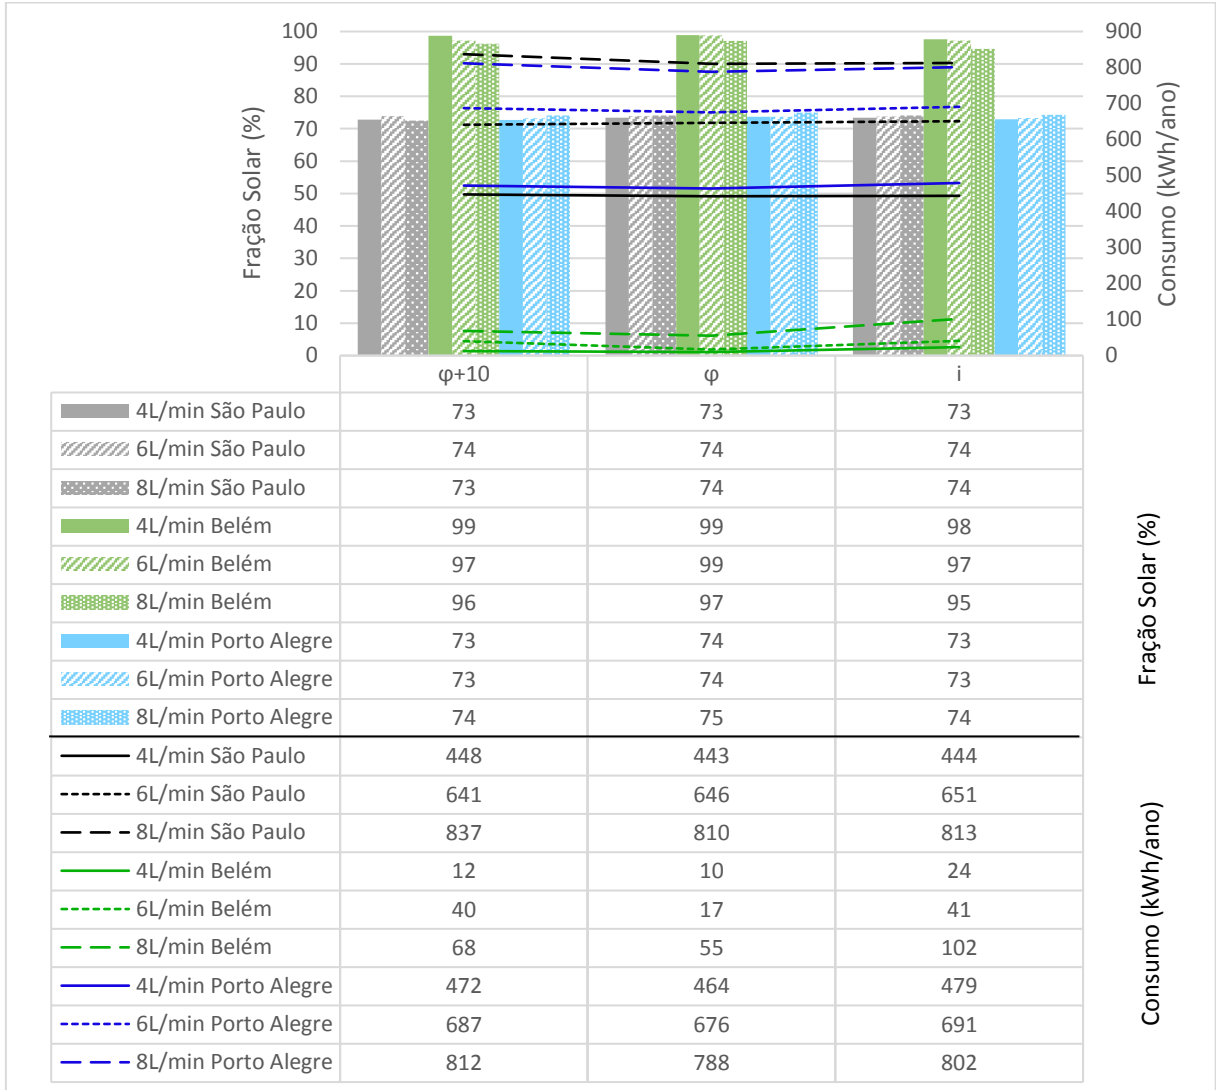 Fração Solar (%)
100
90
80
70
60
50
40
30
20
10
0
900
800
700
600
500
400
300
200
100
0
Consumo (kWh/ano)
φ+10 φ i
4L/min São Paulo 73 73 73
6L/min São Paulo 74 74 74
8L/min São Paulo 73 74 74
4L/min Belém 99 99 98
6L/min Belém 97 99 97
8L/min Belém 96 97 95
4L/min Porto Alegre 73 74 73
6L/min Porto Alegre 73 74 73
8L/min Porto Alegre 74 75 74
Fração Solar (%)
4L/min São Paulo 448 443 444
6L/min São Paulo 641 646 651
8L/min São Paulo 837 810 813
4L/min Belém 12 10 24
6L/min Belém 40 17 41
8L/min Belém 68 55 102
4L/min Porto Alegre 472 464 479
6L/min Porto Alegre 687 676 691
8L/min Porto Alegre 812 788 802
Consumo (kWh/ano)